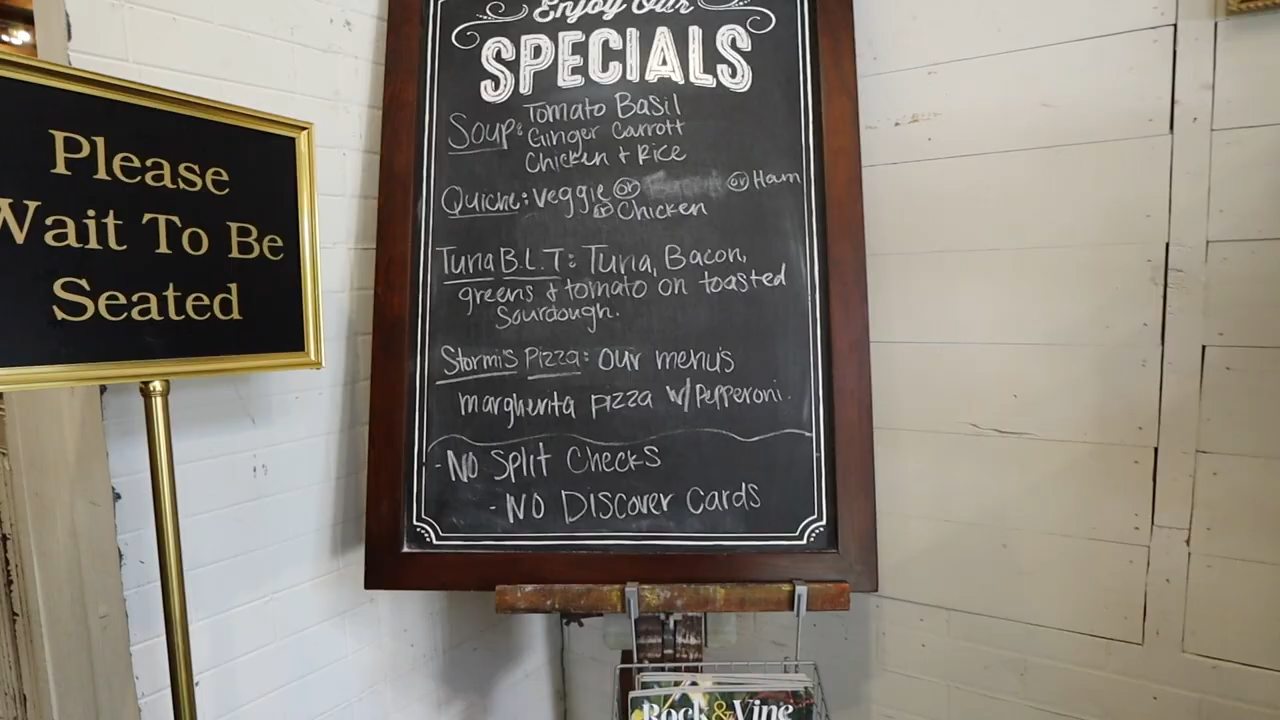 Please
Wait To Be
Seated
Enjoy Our
SPECIALS
Soup: Tomato Basil
Ginger Carrott
Chicken + Rice
Quiche: Veggie or or Ham
or Chicken
Tuna B.L.T: Tuna, Bacon,
greens & tomato on toasted
Sourdough.
Stormi's Pizza: our menu's
margherita pizza w/ Pepperoni.
- No Split Checks
- NO Discover Cards
Rock & Vine